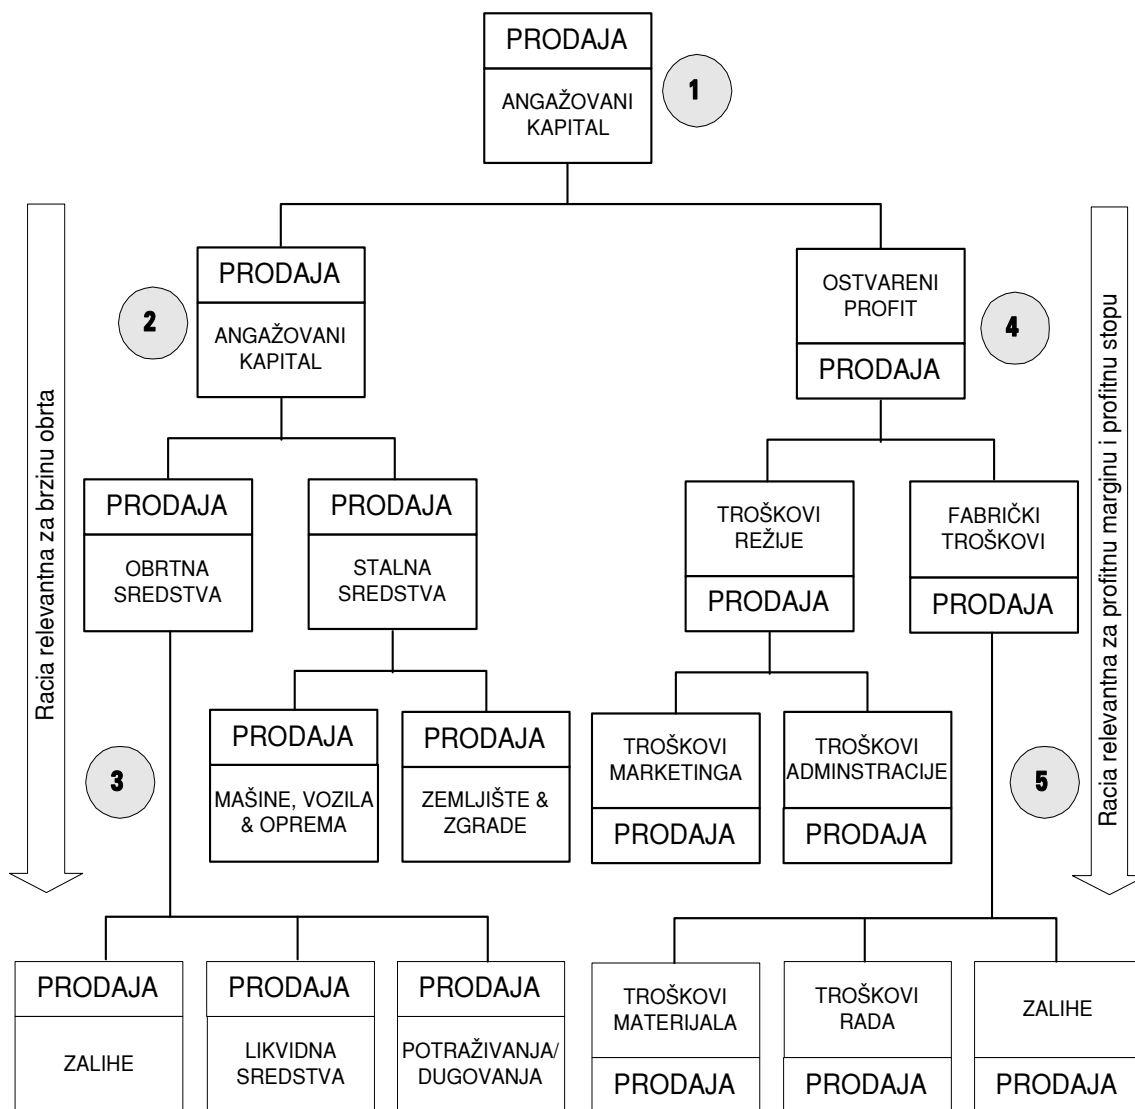 PRODAJA
ANGAŽOVANI
KAPITAL
1
Racia relevantna za brzinu obrta
Racia relevantna za profitnu marginu i profitnu stopu
2
PRODAJA
ANGAŽOVANI
KAPITAL
OSTVARENI
PROFIT
PRODAJA
4
PRODAJA
OBRTNA
SREDSTVA
PRODAJA
STALNA
SREDSTVA
TROŠKOVI
REŽIJE
PRODAJA
FABRIČKI
TROŠKOVI
PRODAJA
3
PRODAJA
MAŠINE, VOZILA
& OPREMA
PRODAJA
ZEMLJIŠTE &
ZGRADE
TROŠKOVI
MARKETINGA
PRODAJA
TROŠKOVI
ADMINSTRACIJE
PRODAJA
5
PRODAJA
ZALIHE
PRODAJA
LIKVIDNA
SREDSTVA
PRODAJA
POTRAŽIVANJA/
DUGOVANJA
TROŠKOVI
MATERIJALA
PRODAJA
TROŠKOVI
RADA
PRODAJA
ZALIHE
PRODAJA